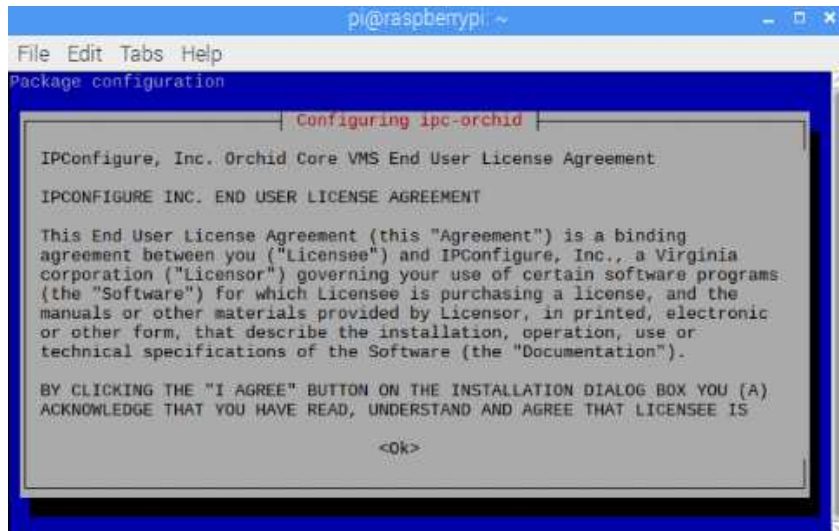 pi@raspberrypi: ~
File Edit Tabs Help
Package configuration
Configuring ipc-orchid
IPConfigure, Inc. Orchid Core VMS End User License Agreement
IPCONFIGURE INC. END USER LICENSE AGREEMENT
This End User License Agreement (this "Agreement") is a binding
agreement between you ("Licensee") and IPConfigure, Inc., a Virginia
corporation ("Licensor") governing your use of certain software programs
(the "Software") for which Licensee is purchasing a license, and the
manuals or other materials provided by Licensor, in printed, electronic
or other form, that describe the installation, operation, use or
technical specifications of the Software (the "Documentation").
BY CLICKING THE "I AGREE" BUTTON ON THE INSTALLATION DIALOG BOX YOU (A)
ACKNOWLEDGE THAT YOU HAVE READ, UNDERSTAND AND AGREE THAT LICENSEE IS
<Ok>